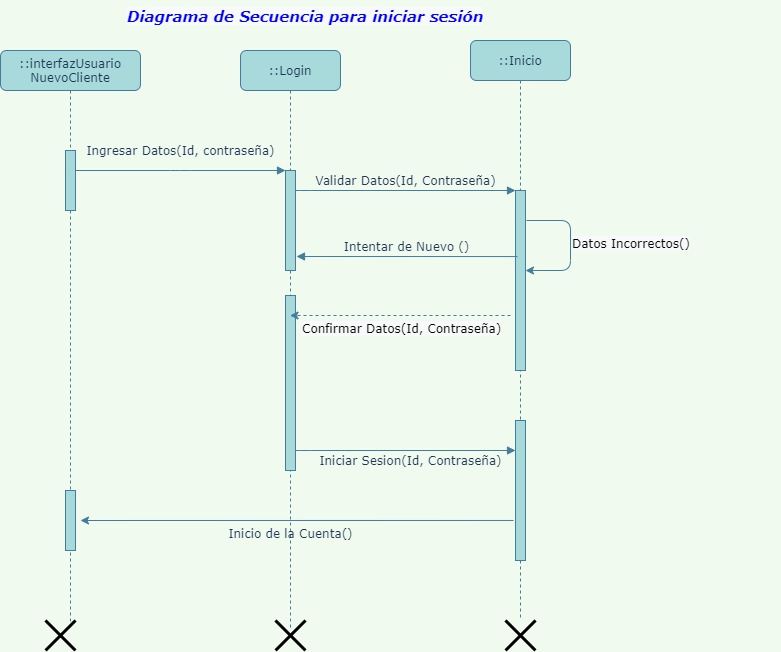 Diagrama de Secuencia para iniciar sesión
::interfazUsuario
NuevoCliente
::Login
::Inicio
Ingresar Datos(Id, contraseña)
Validar Datos(Id, Contraseña)
Datos Incorrectos()
Intentar de Nuevo ()
Confirmar Datos(Id, Contraseña)
Iniciar Sesion(Id, Contraseña)
Inicio de la Cuenta()